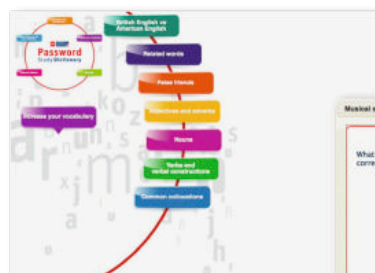 British English vs
American English
Related words
Password
Study Dictionary
False friends
Increase your vocabulary
Adjectives and adverbs
Nouns
Verbs and
verbal constructions
Common collocations
Musical
What
corre